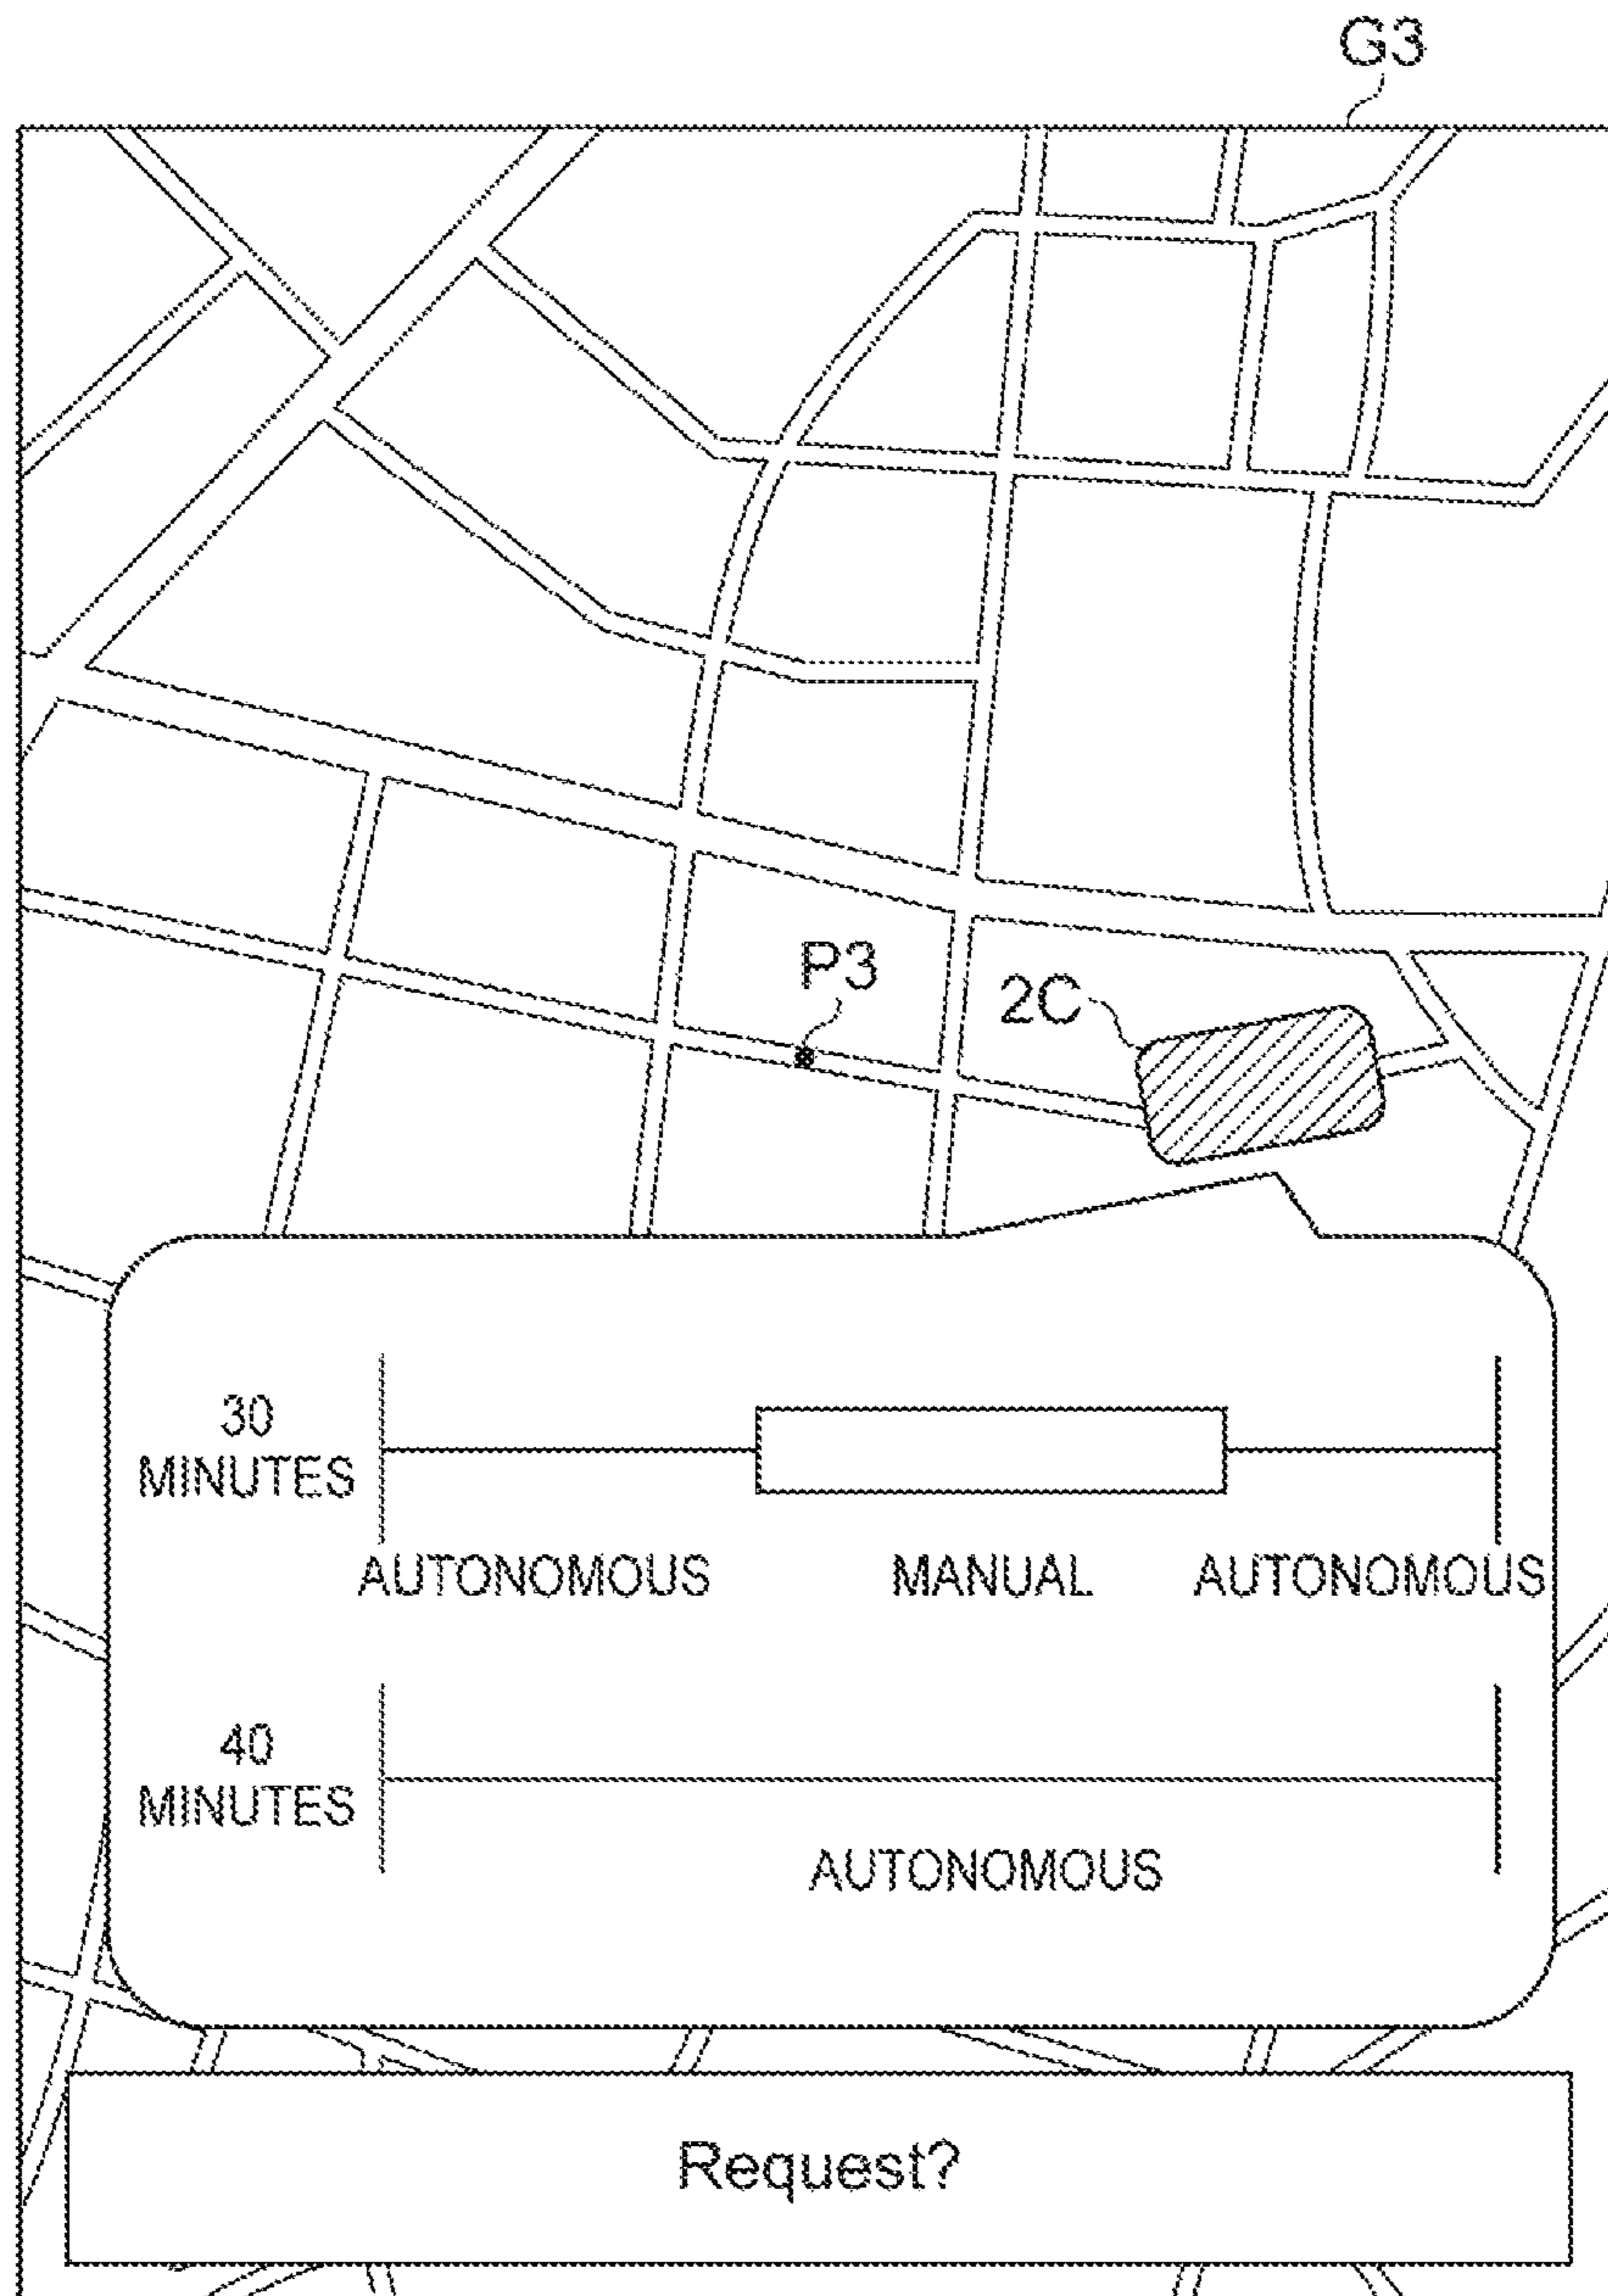 G3
P3
2C
30
MINUTES
AUTONOMOUS MANUAL AUTONOMOUS
40
MINUTES
AUTONOMOUS
Request?